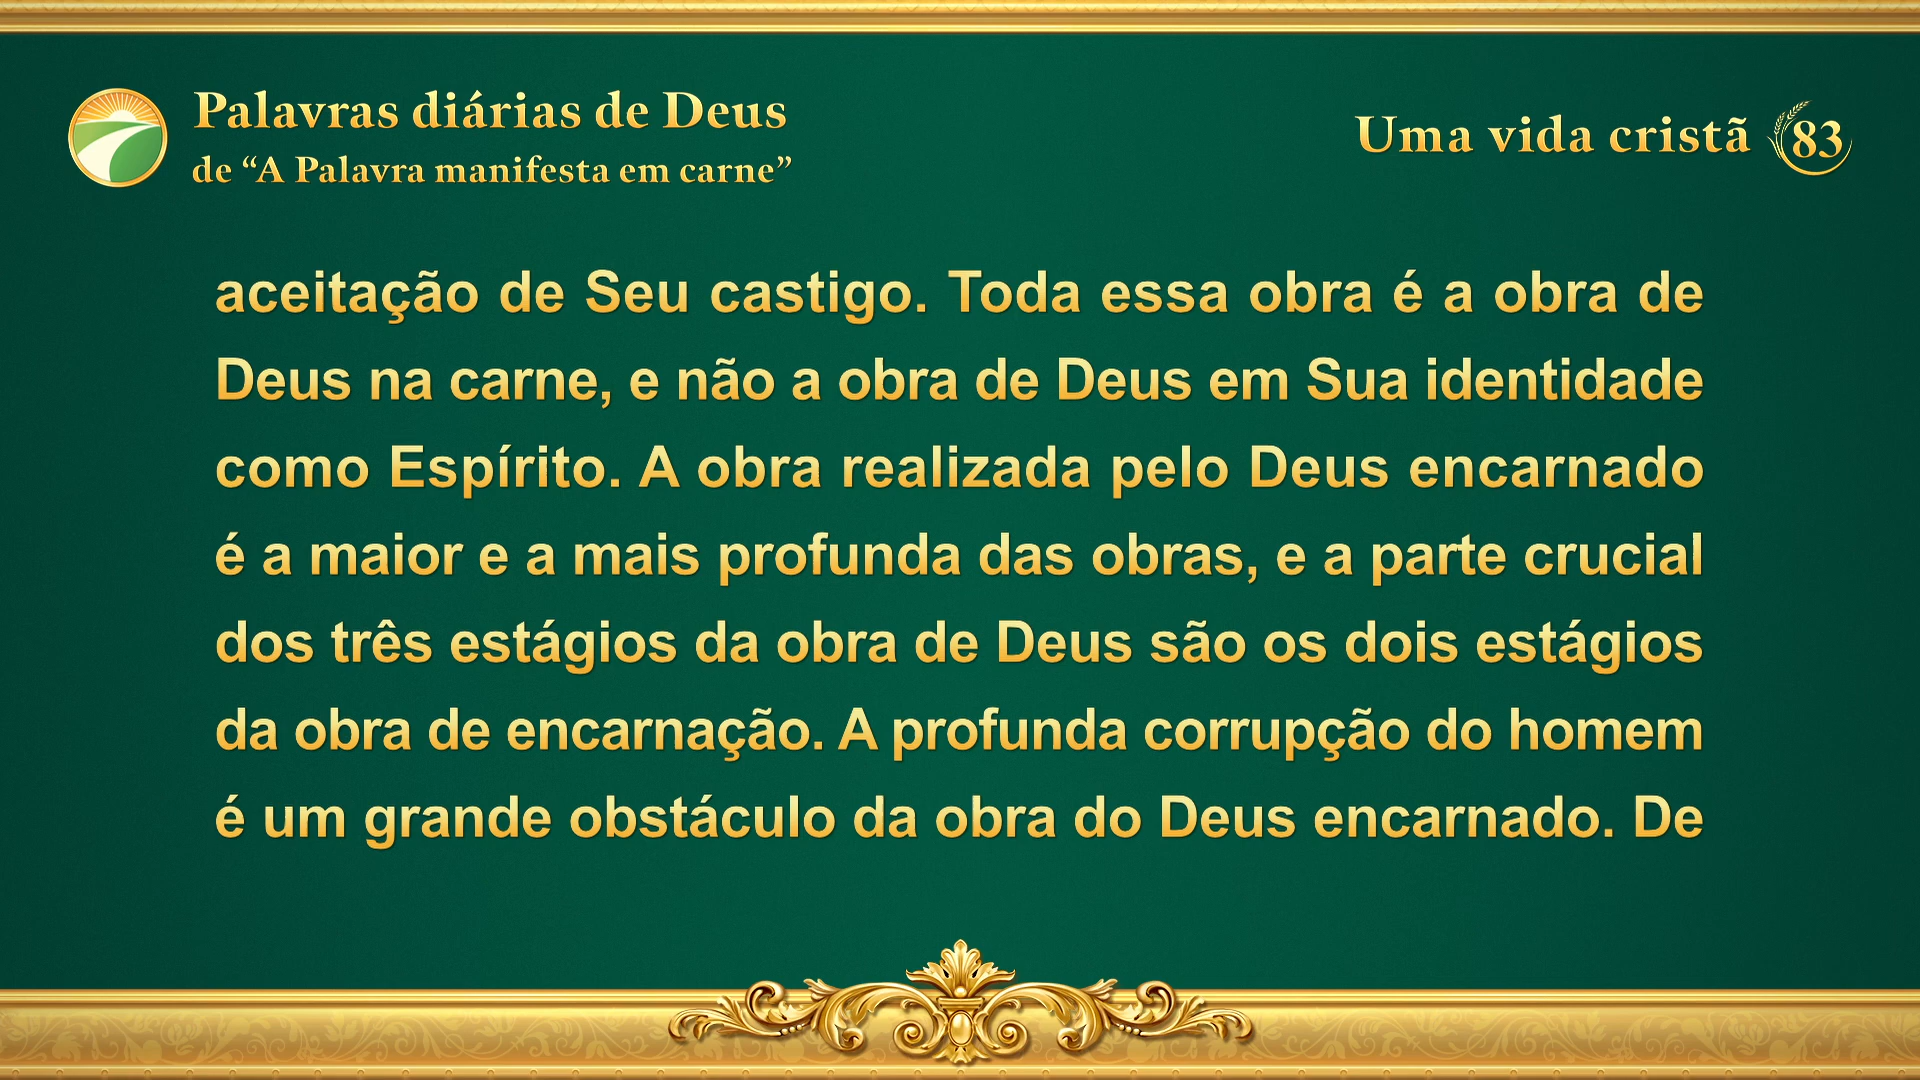 Palavras diárias de Deus
de “A Palavra manifesta em carne”
Uma vida cristã 83
aceitação de Seu castigo. Toda essa obra é a obra de
Deus na carne, e não a obra de Deus em Sua identidade
como Espírito. A obra realizada pelo Deus encarnado
é a maior e a mais profunda das obras, e a parte crucial
dos três estágios da obra de Deus são os dois estágios
da obra de encarnação. A profunda corrupção do homem
é um grande obstáculo da obra do Deus encarnado. De